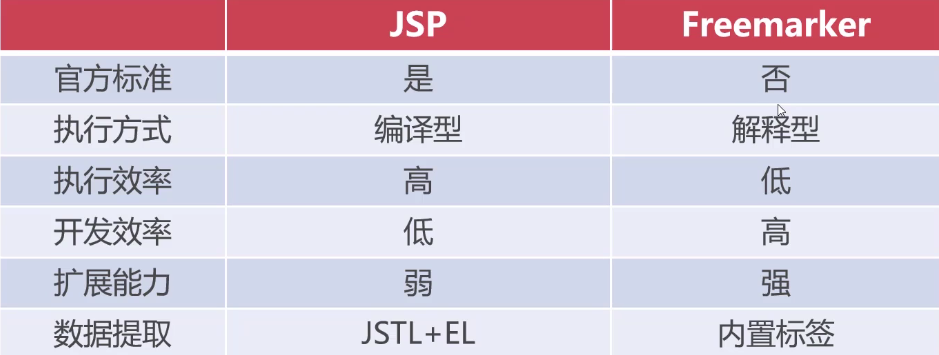 JSP Freemarker
官方标准 是 否
执行方式 编译型 解释型
执行效率 高 低
开发效率 低 高
扩展能力 弱 强
数据提取 JSTL+EL 内置标签